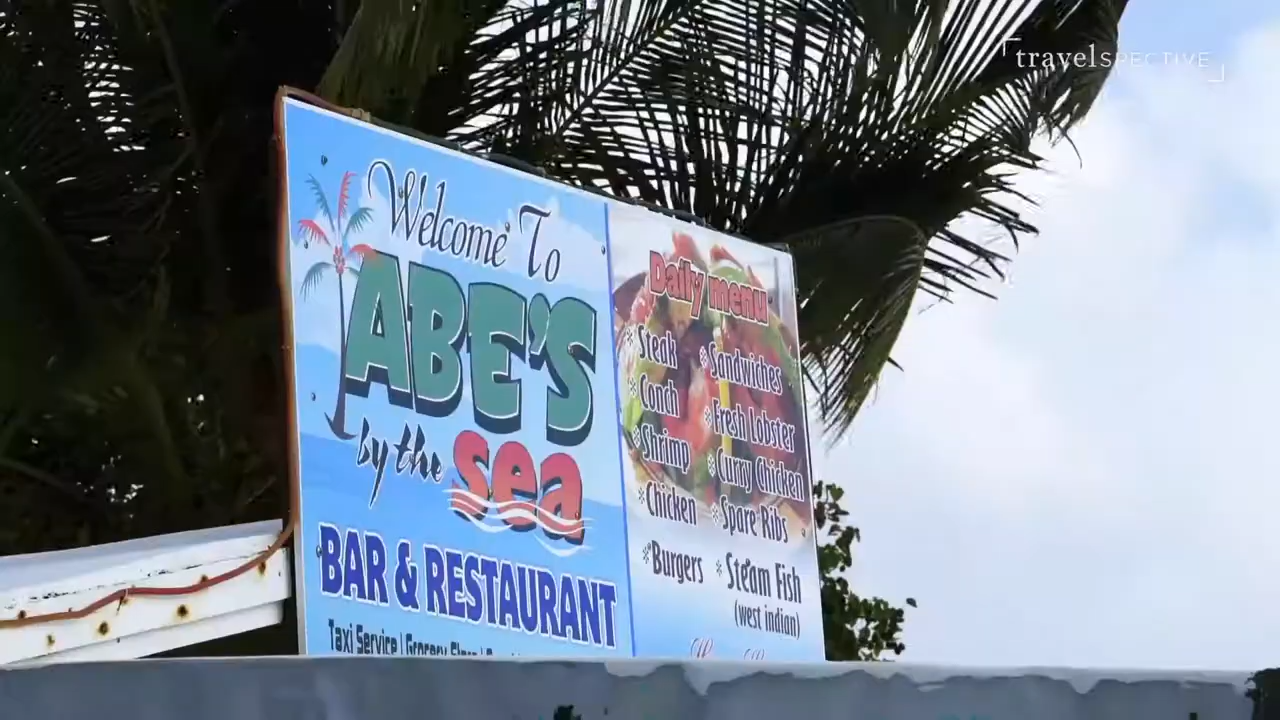 travelSPECTIVE
Welcome To
ABE'S
by the sea
BAR & RESTAURANT
Taxi Service | Grocery
Daily menu
Steak
Conch
Shrimp
Chicken
Burgers
Sandwiches
Fresh Lobster
Curry Chicken
Spare Ribs
Steam Fish
(west indian)